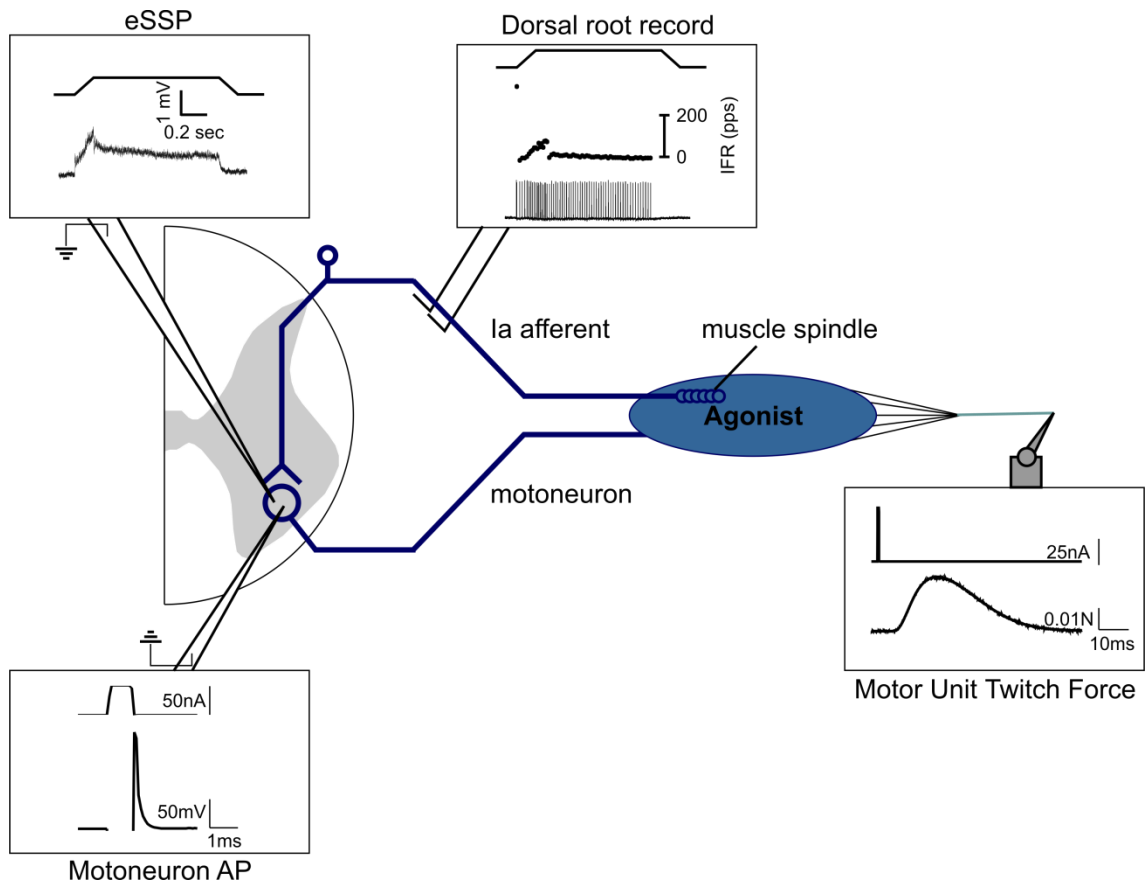 eSSP
1 mV
0.2 sec
Dorsal root record
200
0
IFR (pps)
Ia afferent
muscle spindle
Agonist
motoneuron
25nA
0.01N
10ms
Motor Unit Twitch Force
50nA
50mV
1ms
Motoneuron AP